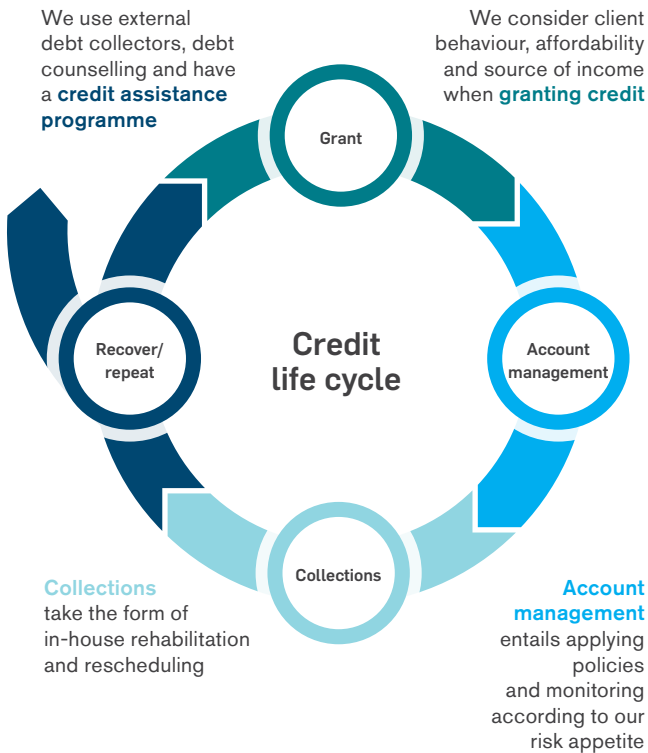 We use external
debt collectors, debt
counselling and have
a credit assistance
programme
We consider client
behaviour, affordability
and source of income
when granting credit
Grant
Recover/
repeat
Credit
life cycle
Account
management
Collections
Collections
take the form of
in-house rehabilitation
and rescheduling
Account
management
entails applying
policies
and monitoring
according to our
risk appetite